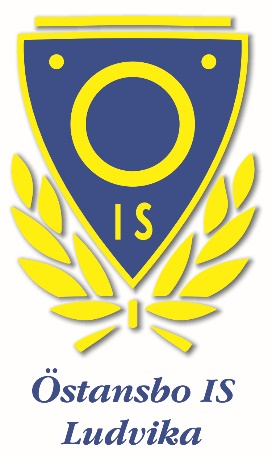 Ö
IS
Östansbo IS
Ludvika